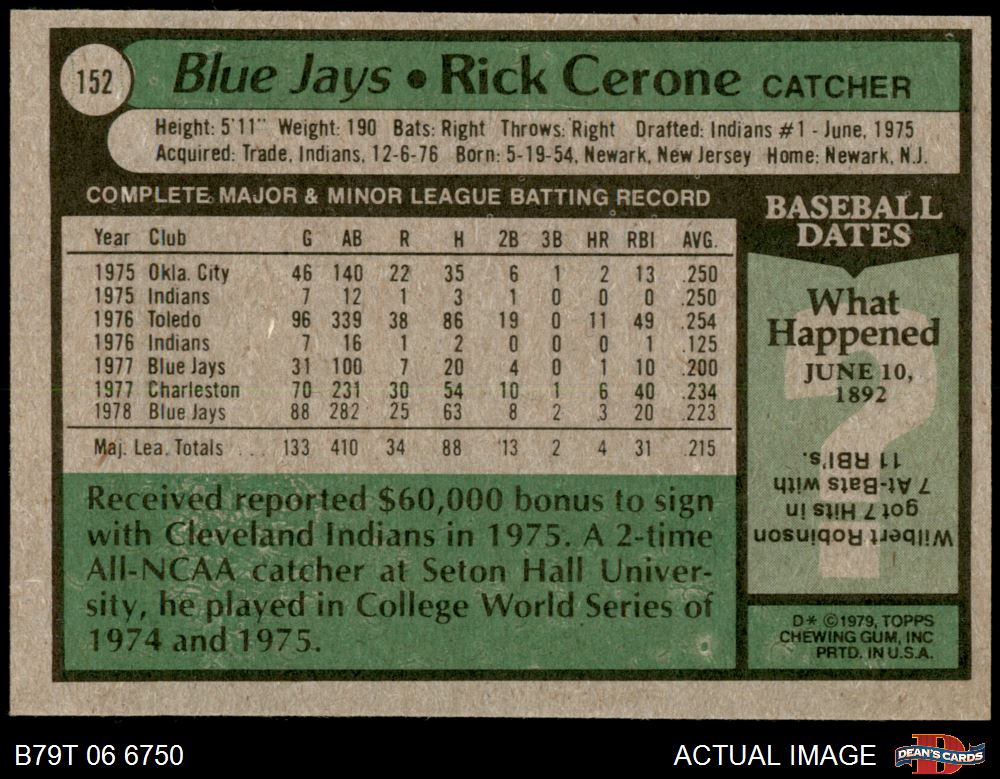 152
Blue Jays • Rick Cerone CATCHER
Height: 5'11" Weight: 190 Bats: Right Throws: Right Drafted: Indians #1 - June, 1975
Acquired: Trade, Indians, 12-6-76 Born: 5-19-54, Newark, New Jersey Home: Newark, N.J.
COMPLETE MAJOR & MINOR LEAGUE BATTING RECORD
Year Club G AB R H 2B 3B HR RBI AVG.
1975 Okla. City 46 140 22 35 6 1 2 13 .250
1975 Indians 7 12 1 3 1 0 0 0 .250
1976 Toledo 96 339 38 86 19 0 11 49 .254
1976 Indians 7 16 1 2 0 0 0 1 .125
1977 Blue Jays 31 100 7 20 4 0 1 10 .200
1977 Charleston 70 231 30 54 10 1 6 40 .234
1978 Blue Jays 88 282 25 63 8 2 3 20 .223
Maj. Lea. Totals ... 133 410 34 88 13 2 4 31 .215
Received reported $60,000 bonus to sign
with Cleveland Indians in 1975. A 2-time
All-NCAA catcher at Seton Hall Univer-
sity, he played in College World Series of
1974 and 1975.
BASEBALL
DATES
What
Happened
JUNE 10,
1892
?
Wilbert Robinson
got 7 Hits in
7 At-Bats with
11 RBI's.
D* ©1979, TOPPS
CHEWING GUM, INC
PRTD. IN U.S.A.
B79T 06 6750
ACTUAL IMAGE
D
DEAN'S CARDS